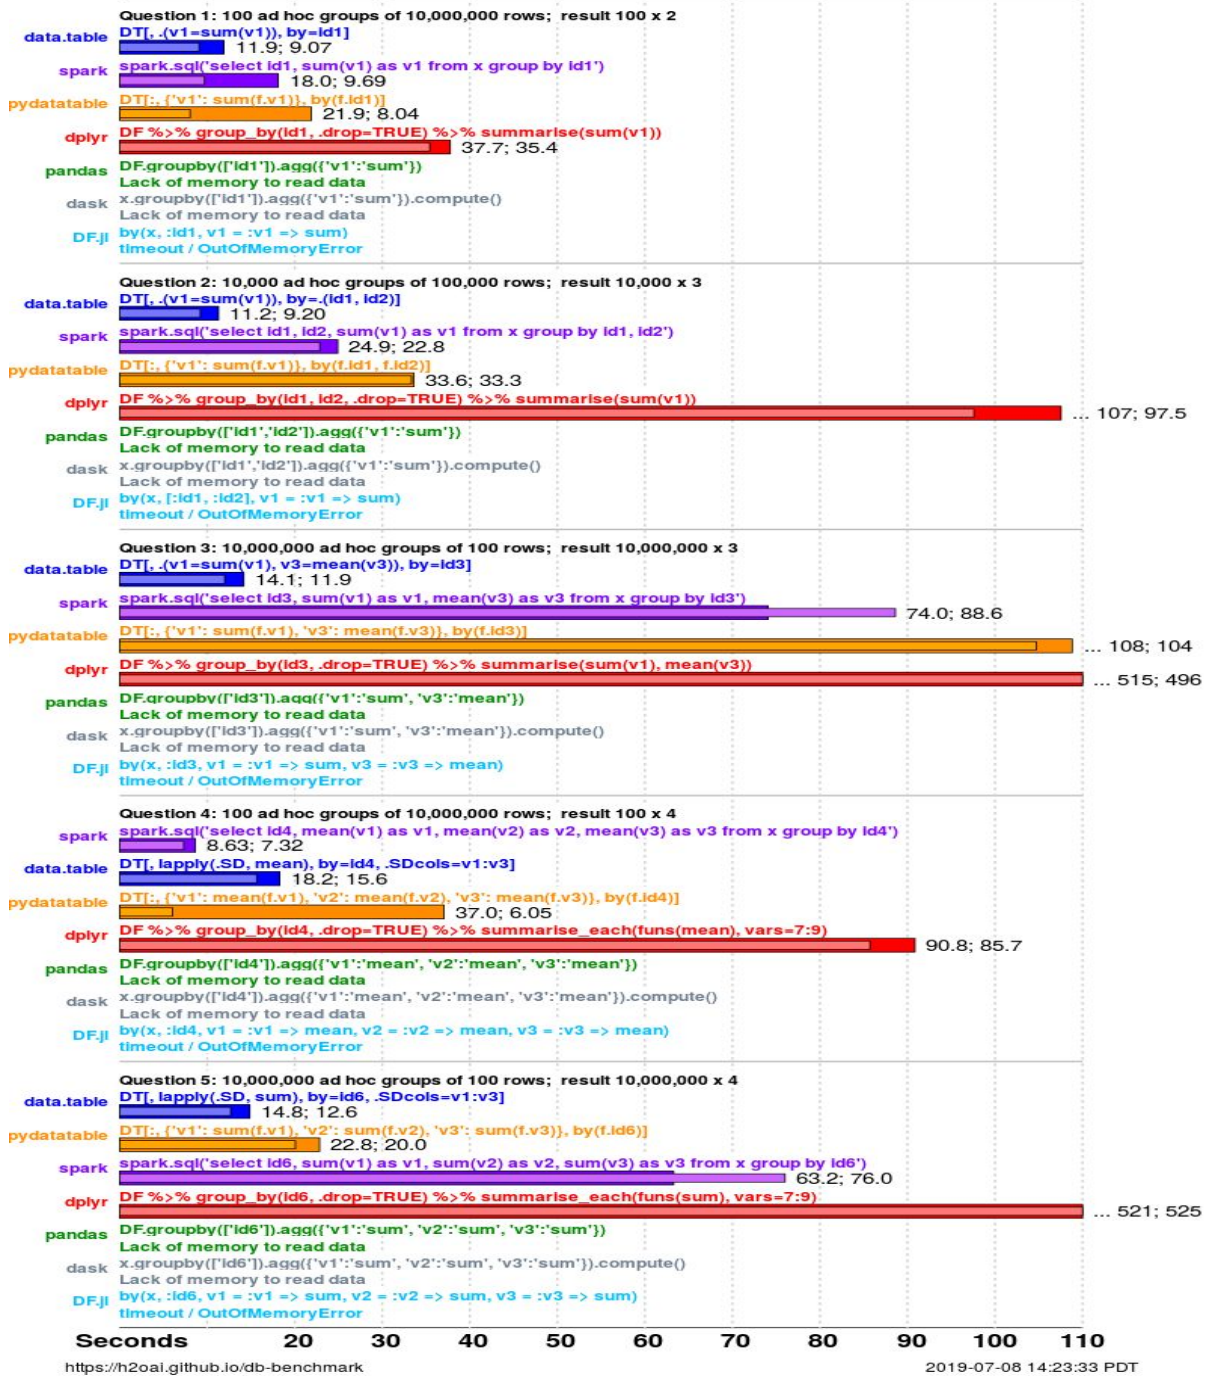 Question 1: 100 ad hoc groups of 10,000,000 rows; result 100 x 2
data.table DT[, .(v1=sum(v1)), by=id1]
11.9; 9.07
spark spark.sql('select id1, sum(v1) as v1 from x group by id1')
18.0; 9.69
pydatatable DT[:, {'v1': sum(f.v1)}, by(f.id1)]
21.9; 8.04
dplyr DF %>% group_by(id1, .drop=TRUE) %>% summarise(sum(v1))
37.7; 35.4
pandas DF.groupby(['id1']).agg({'v1':'sum'})
Lack of memory to read data
dask x.groupby(['id1']).agg({'v1':'sum'}).compute()
Lack of memory to read data
DF.jl by(x, :id1, v1 = :v1 => sum)
timeout / OutOfMemoryError
Question 2: 10,000 ad hoc groups of 100,000 rows; result 10,000 x 3
data.table DT[, .(v1=sum(v1)), by=.(id1, id2)]
11.2; 9.20
spark spark.sql('select id1, id2, sum(v1) as v1 from x group by id1, id2')
24.9; 22.8
pydatatable DT[:, {'v1': sum(f.v1)}, by(f.id1, f.id2)]
33.6; 33.3
dplyr DF %>% group_by(id1, id2, .drop=TRUE) %>% summarise(sum(v1))
... 107; 97.5
pandas DF.groupby(['id1','id2']).agg({'v1':'sum'})
Lack of memory to read data
dask x.groupby(['id1','id2']).agg({'v1':'sum'}).compute()
Lack of memory to read data
DF.jl by(x, [:id1, :id2], v1 = :v1 => sum)
timeout / OutOfMemoryError
Question 3: 10,000,000 ad hoc groups of 100 rows; result 10,000,000 x 3
data.table DT[, .(v1=sum(v1), v3=mean(v3)), by=id3]
14.1; 11.9
spark spark.sql('select id3, sum(v1) as v1, mean(v3) as v3 from x group by id3')
74.0; 88.6
pydatatable DT[:, {'v1': sum(f.v1), 'v3': mean(f.v3)}, by(f.id3)]
... 108; 104
dplyr DF %>% group_by(id3, .drop=TRUE) %>% summarise(sum(v1), mean(v3))
... 515; 496
pandas DF.groupby(['id3']).agg({'v1':'sum', 'v3':'mean'})
Lack of memory to read data
dask x.groupby(['id3']).agg({'v1':'sum', 'v3':'mean'}).compute()
Lack of memory to read data
DF.jl by(x, :id3, v1 = :v1 => sum, v3 = :v3 => mean)
timeout / OutOfMemoryError
Question 4: 100 ad hoc groups of 10,000,000 rows; result 100 x 4
spark spark.sql('select id4, mean(v1) as v1, mean(v2) as v2, mean(v3) as v3 from x group by id4')
8.63; 7.32
data.table DT[, lapply(.SD, mean), by=id4, .SDcols=v1:v3]
18.2; 15.6
pydatatable DT[:, {'v1': mean(f.v1), 'v2': mean(f.v2), 'v3': mean(f.v3)}, by(f.id4)]
37.0; 6.05
dplyr DF %>% group_by(id4, .drop=TRUE) %>% summarise_each(funs(mean), vars=7:9)
90.8; 85.7
pandas DF.groupby(['id4']).agg({'v1':'mean', 'v2':'mean', 'v3':'mean'})
Lack of memory to read data
dask x.groupby(['id4']).agg({'v1':'mean', 'v2':'mean', 'v3':'mean'}).compute()
Lack of memory to read data
DF.jl by(x, :id4, v1 = :v1 => mean, v2 = :v2 => mean, v3 = :v3 => mean)
timeout / OutOfMemoryError
Question 5: 10,000,000 ad hoc groups of 100 rows; result 10,000,000 x 4
data.table DT[, lapply(.SD, sum), by=id6, .SDcols=v1:v3]
14.8; 12.6
pydatatable DT[:, {'v1': sum(f.v1), 'v2': sum(f.v2), 'v3': sum(f.v3)}, by(f.id6)]
22.8; 20.0
spark spark.sql('select id6, sum(v1) as v1, sum(v2) as v2, sum(v3) as v3 from x group by id6')
63.2; 76.0
dplyr DF %>% group_by(id6, .drop=TRUE) %>% summarise_each(funs(sum), vars=7:9)
... 521; 525
pandas DF.groupby(['id6']).agg({'v1':'sum', 'v2':'sum', 'v3':'sum'})
Lack of memory to read data
dask x.groupby(['id6']).agg({'v1':'sum', 'v2':'sum', 'v3':'sum'}).compute()
Lack of memory to read data
DF.jl by(x, :id6, v1 = :v1 => sum, v2 = :v2 => sum, v3 = :v3 => sum)
timeout / OutOfMemoryError
Seconds 20 30 40 50 60 70 80 90 100 110
https://h2oai.github.io/db-benchmark 2019-07-08 14:23:33 PDT